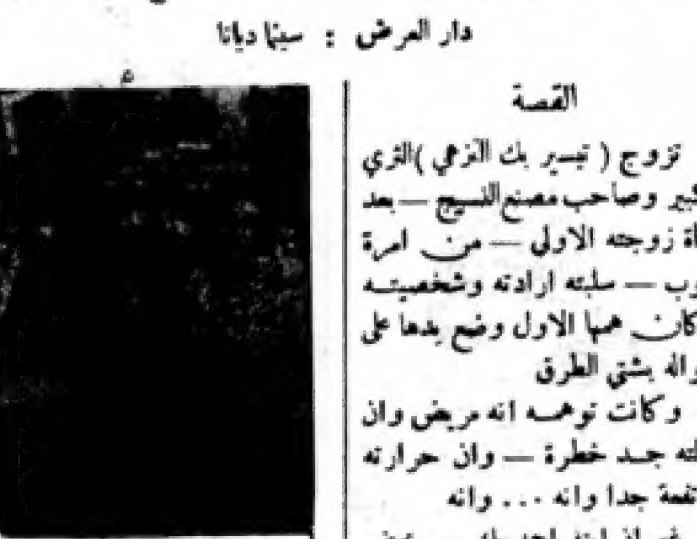 دار العرض : سينما ديانا
القصة
تزوج ( تيسير بك النزهي )الثري
كبير وصاحب مصنع النسيج — بعد
اة زوجته الاولى — من امرة
وب — سلبته ارادته وشخصيته
كان همها الاول وضع يدها على
واله بشتى الطرق
وكانت توهمه انه مريض وان
لته جد خطرة — وان حرارته
تفعة جدا وانه ... وانه